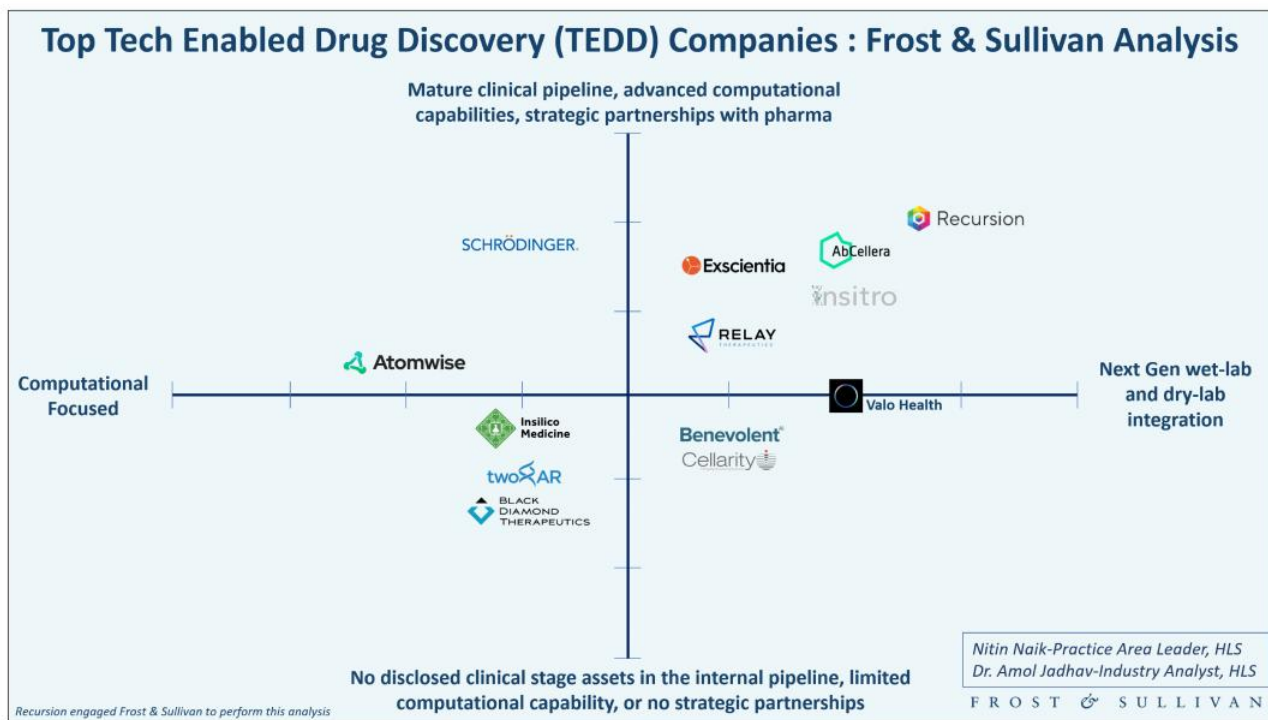 Top Tech Enabled Drug Discovery (TEDD) Companies : Frost & Sullivan Analysis
Mature clinical pipeline, advanced computational
capabilities, strategic partnerships with pharma
Recursion
SCHRÖDINGER.
AbCellera
Exscientia
insitro
RELAY
THERAPEUTICS
Atomwise
Computational
Focused
Next Gen wet-lab
and dry-lab
integration
Valo Health
Insilico
Medicine
Benevolent®
Cellarity
twoXAR
BLACK
DIAMOND
THERAPEUTICS
No disclosed clinical stage assets in the internal pipeline, limited
computational capability, or no strategic partnerships
Nitin Naik-Practice Area Leader, HLS
Dr. Amol Jadhav-Industry Analyst, HLS
FROST & SULLIVAN
Recursion engaged Frost & Sullivan to perform this analysis